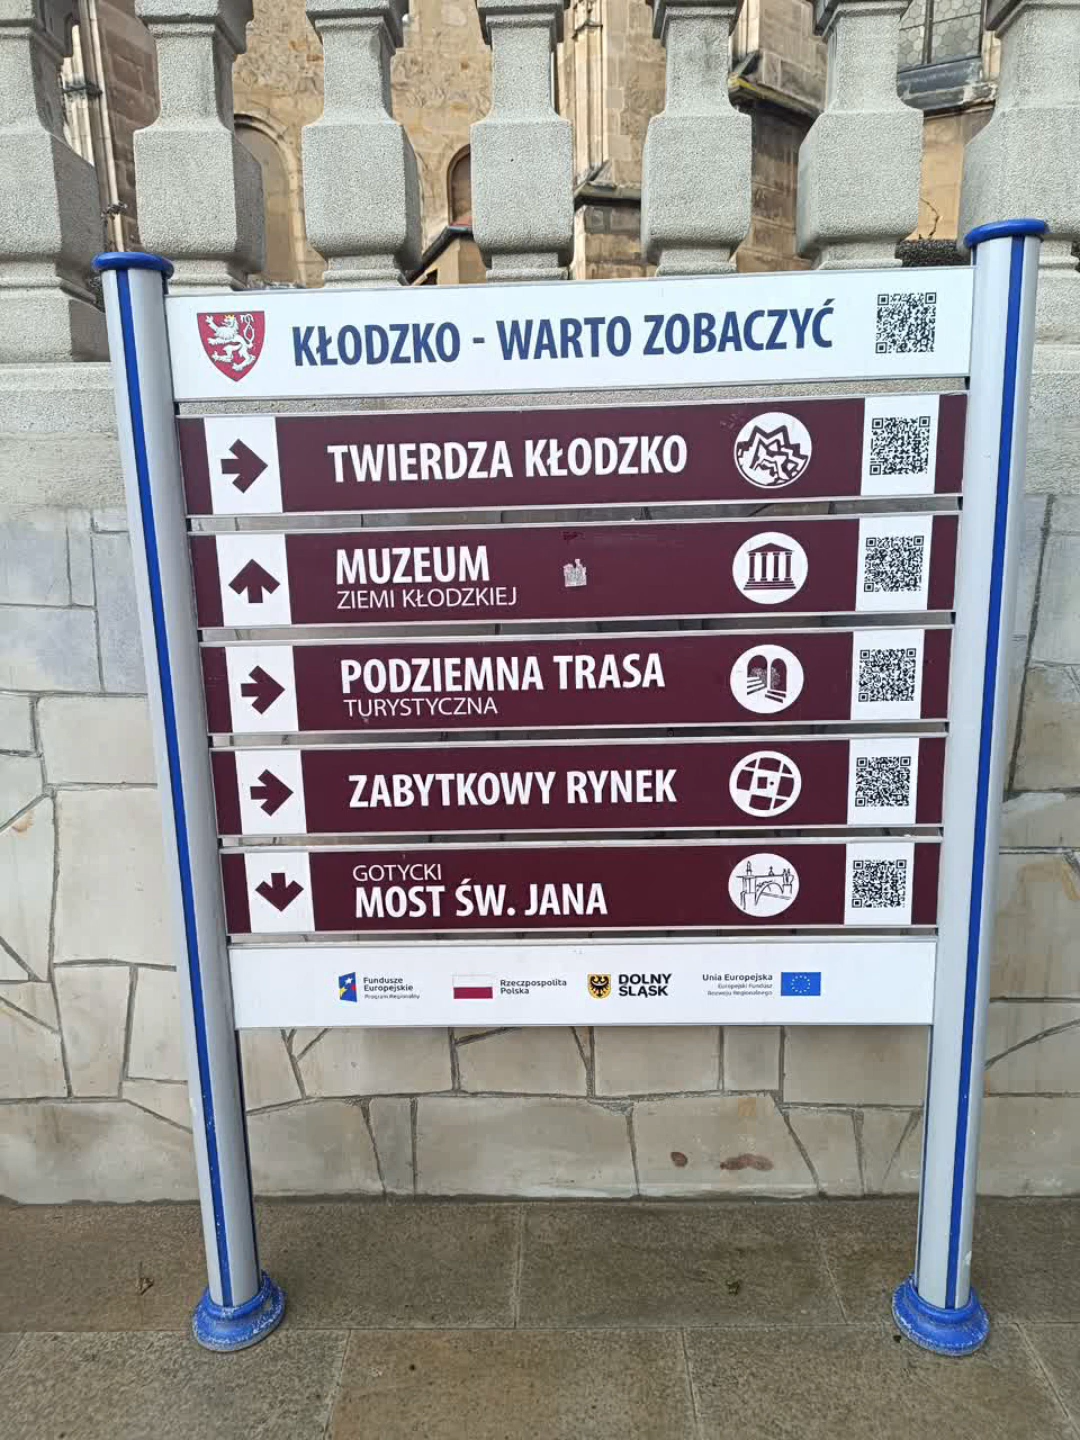 KŁODZKO - WARTO ZOBACZYĆ
TWIERDZA KŁODZKO
MUZEUM
ZIEMI KŁODZKIEJ
PODZIEMNA TRASA
TURYSTYCZNA
ZABYTKOWY RYNEK
GOTYCKI
MOST ŚW. JANA
Fundusze
Europejskie
Program Regionalny
Rzeczpospolita
Polska
DOLNY
ŚLĄSK
Unia Europejska
Europejski Fundusz
Rozwoju Regionalnego